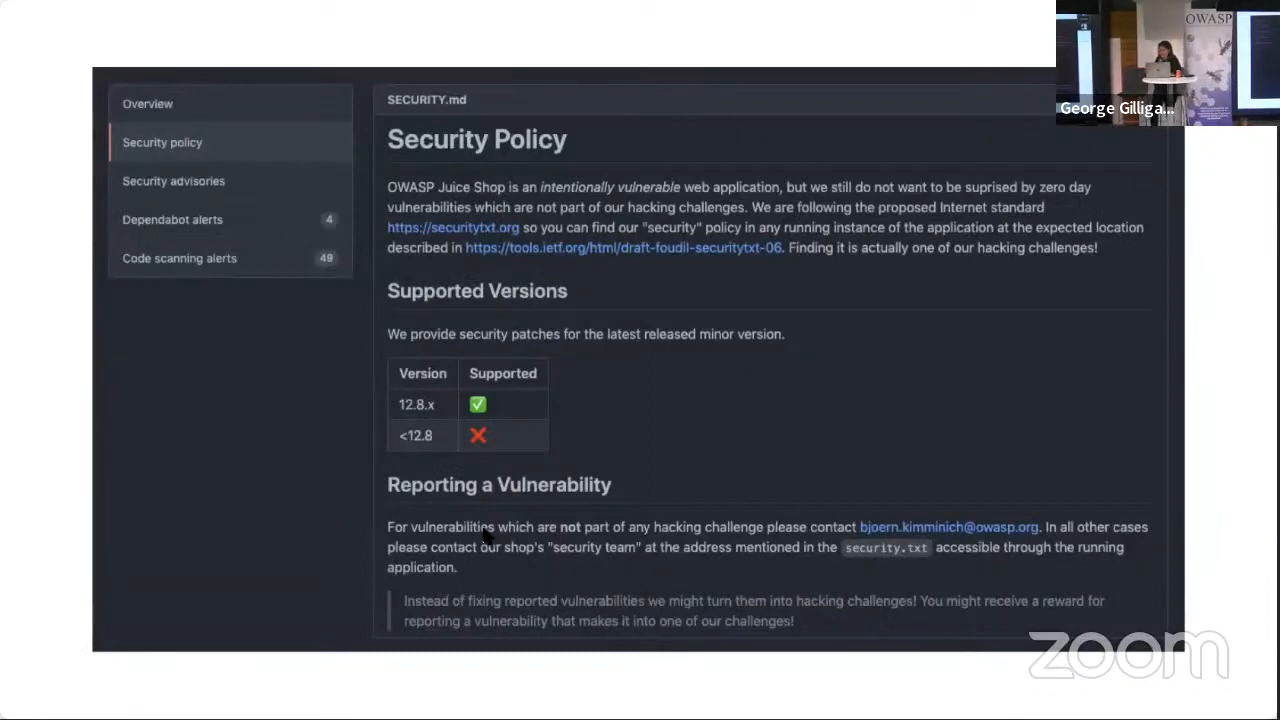 OWASP
George Gilliga...
Overview
Security policy
Security advisories
Dependabot alerts 4
Code scanning alerts 49
SECURITY.md
Security Policy
OWASP Juice Shop is an intentionally vulnerable web application, but we still do not want to be suprised by zero day
vulnerabilities which are not part of our hacking challenges. We are following the proposed Internet standard
https://securitytxt.org so you can find our "security" policy in any running instance of the application at the expected location
described in https://tools.ietf.org/html/draft-foudil-securitytxt-06. Finding it is actually one of our hacking challenges!
Supported Versions
We provide security patches for the latest released minor version.
Version Supported
12.8.x ✅
<12.8 ❌
Reporting a Vulnerability
For vulnerabilities which are not part of any hacking challenge please contact bjoern.kimminich@owasp.org. In all other cases
please contact our shop's "security team" at the address mentioned in the security.txt accessible through the running
application.
Instead of fixing reported vulnerabilities we might turn them into hacking challenges! You might receive a reward for
reporting a vulnerability that makes it into one of our challenges!
zoom